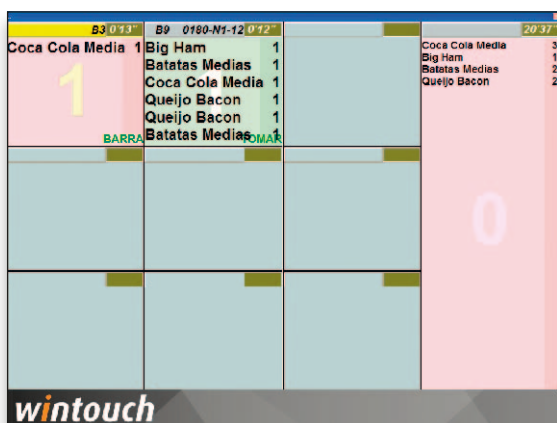 B3 0'13"
Coca Cola Media 1
1
BARRA
B9 0180-N1-12 0'12"
Big Ham 1
Batatas Medias 1
Coca Cola Media 1
Queijo Bacon 1
Queijo Bacon 1
Batatas Medias 1
1
TOMAR
20'37"
Coca Cola Media 3
Big Ham 1
Batatas Medias 2
Queijo Bacon 2
0
wintouch